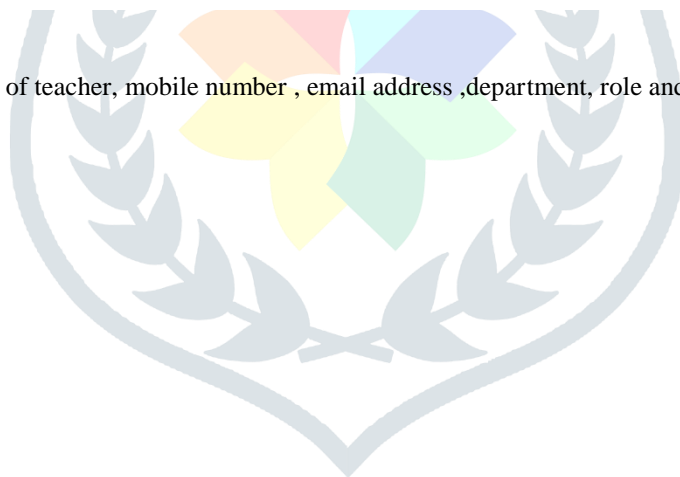 of teacher, mobile number , email address ,department, role and